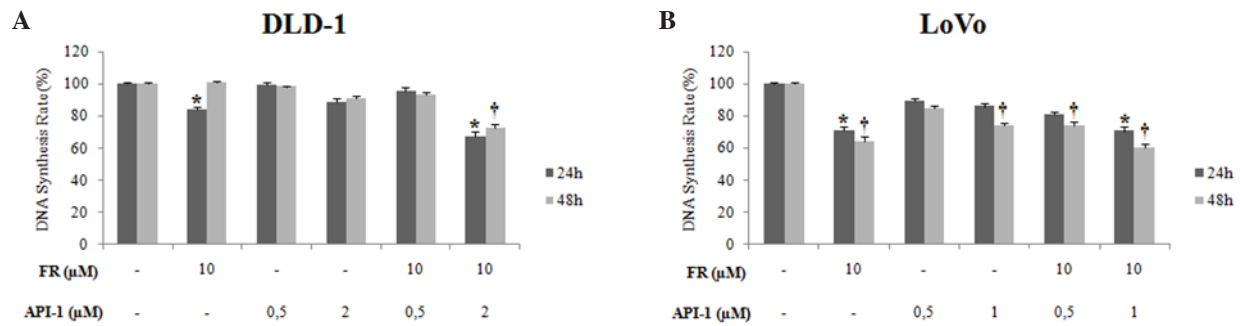 A
DLD-1
DNA Synthesis Rate (%)
120
100
80
60
40
20
0
*
*
†
24h
48h
FR (µM) - 10 - - 10 10
API-1 (µM) - - 0,5 2 0,5 2
B
LoVo
DNA Synthesis Rate (%)
120
100
80
60
40
20
0
*
†
†
†
*
†
24h
48h
FR (µM) - 10 - - 10 10
API-1 (µM) - - 0,5 1 0,5 1